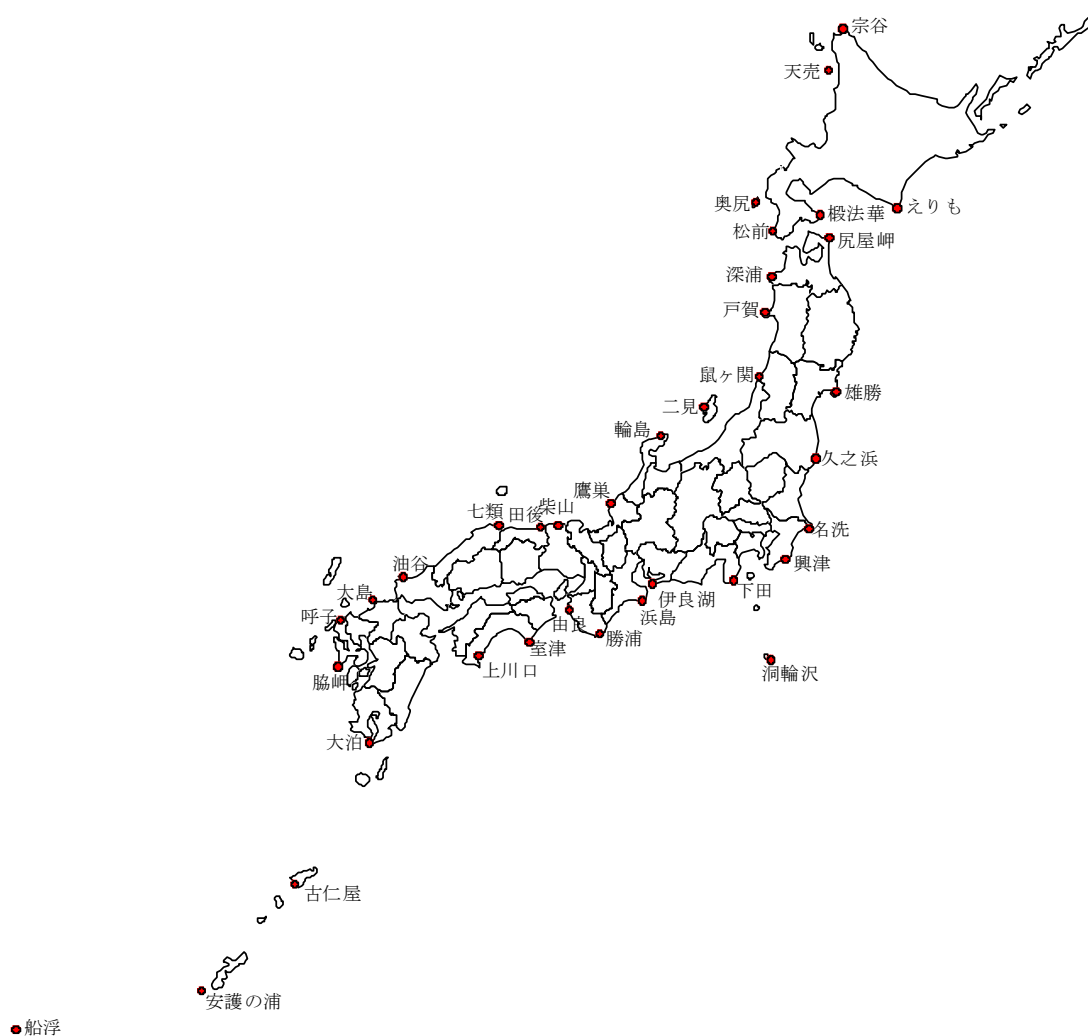 宗谷
天売
奥尻
椴法華
えりも
松前
尻屋岬
深浦
戸賀
鼠ヶ関
雄勝
二見
輪島
久之浜
鷹巣
柴山
七類
田後
名洗
興津
油谷
下田
大島
伊良湖
浜島
呼子
由良
勝浦
室津
上川口
洞輪沢
脇岬
大泊
古仁屋
安護の浦
船浮